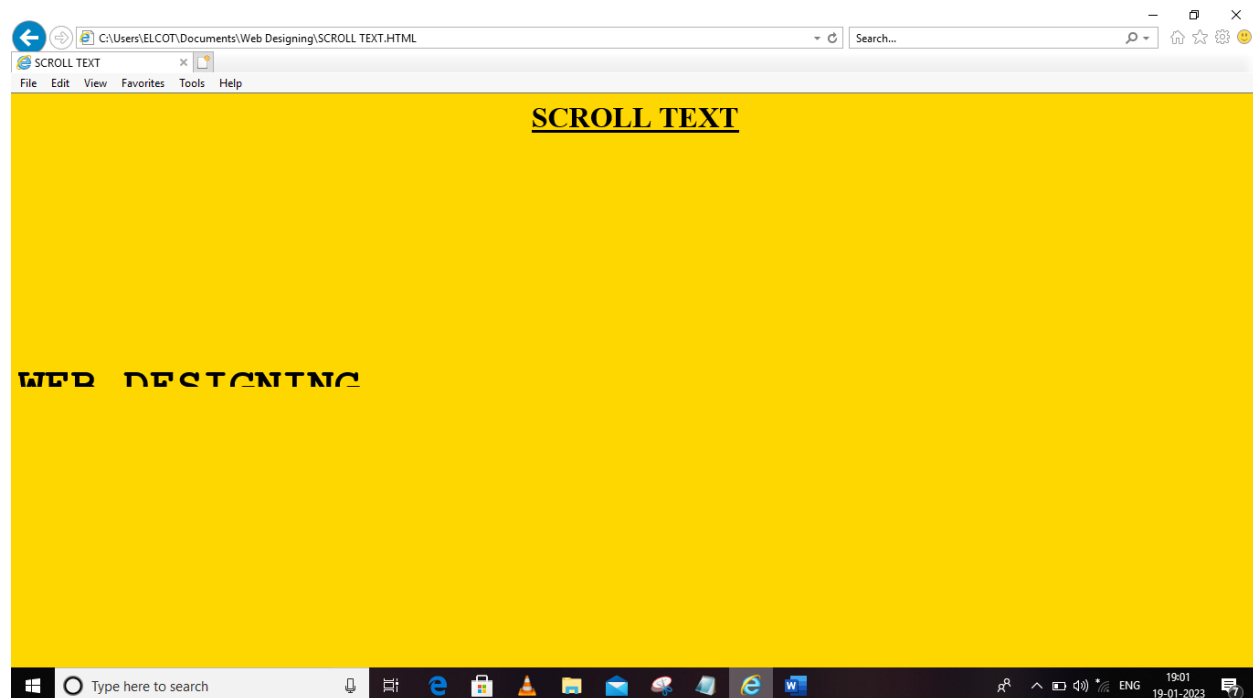 C:\Users\ELCOT\Documents\Web Designing\SCROLL TEXT.HTML
Search...
SCROLL TEXT
File Edit View Favorites Tools Help
SCROLL TEXT
WEB DESIGNING
Type here to search
ENG
19:01
19-01-2023
7